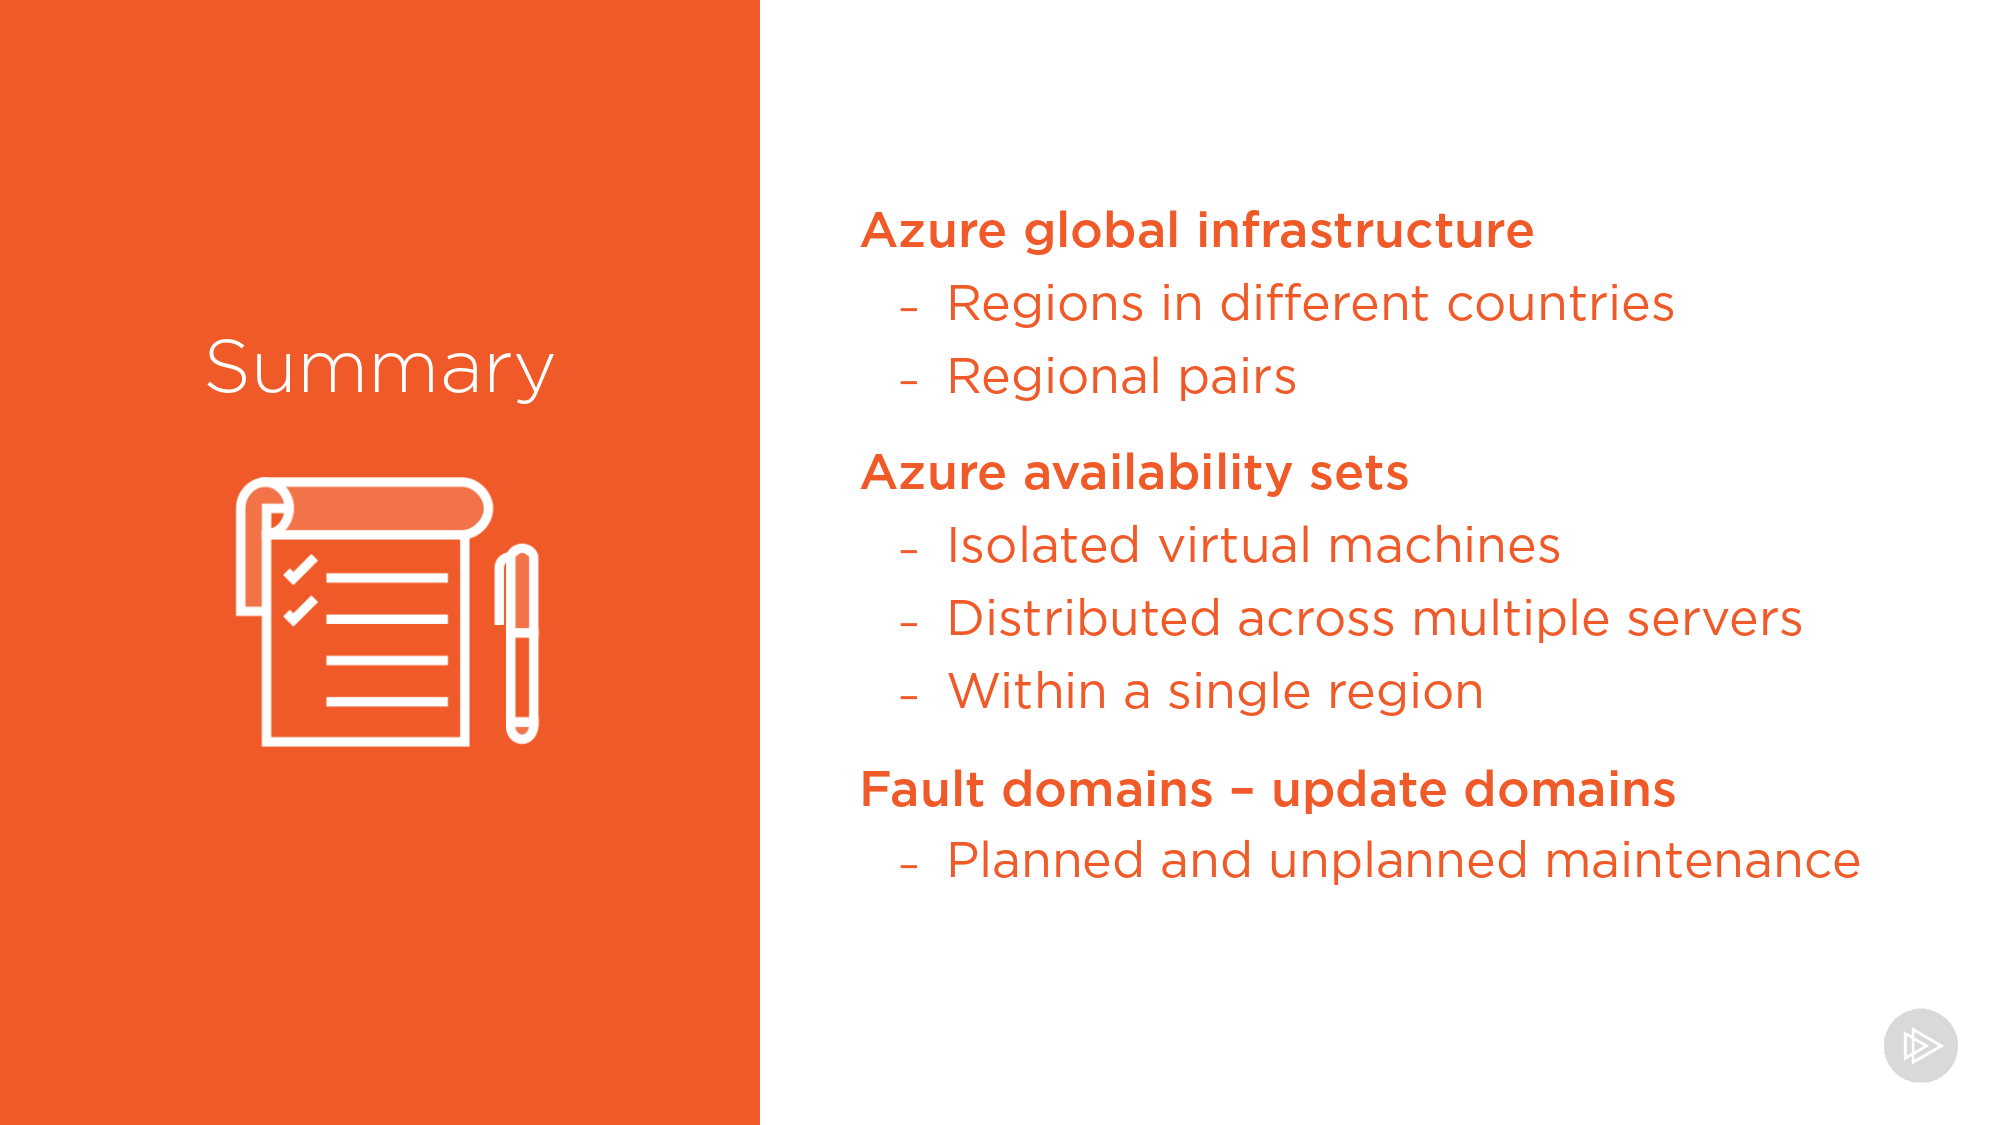 Summary
Azure global infrastructure
– Regions in different countries
– Regional pairs
Azure availability sets
– Isolated virtual machines
– Distributed across multiple servers
– Within a single region
Fault domains – update domains
– Planned and unplanned maintenance